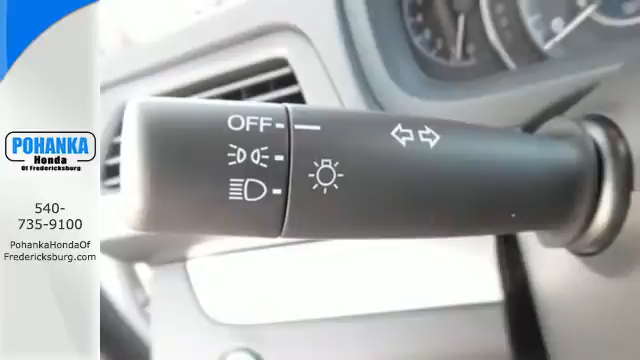 POHANKA
Honda
Of Fredericksburg
540-
735-9100
PohankaHondaOf
Fredericksburg.com
OFF